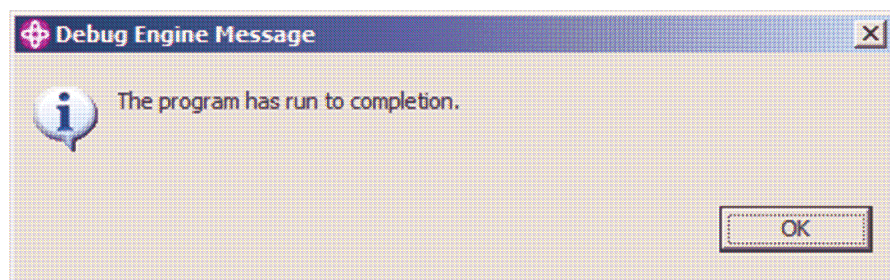 Debug Engine Message
The program has run to completion.
OK